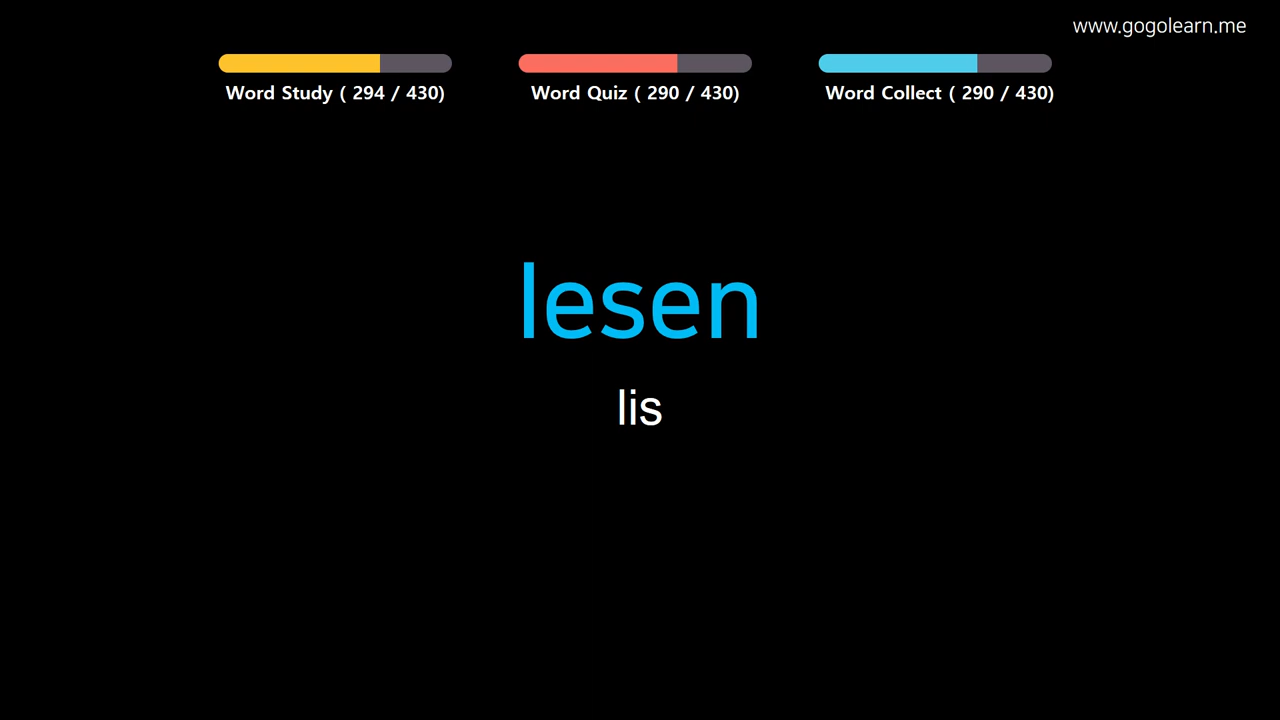 www.gogolearn.me
Word Study ( 294 / 430)
Word Quiz ( 290 / 430)
Word Collect ( 290 / 430)
lesen
lis